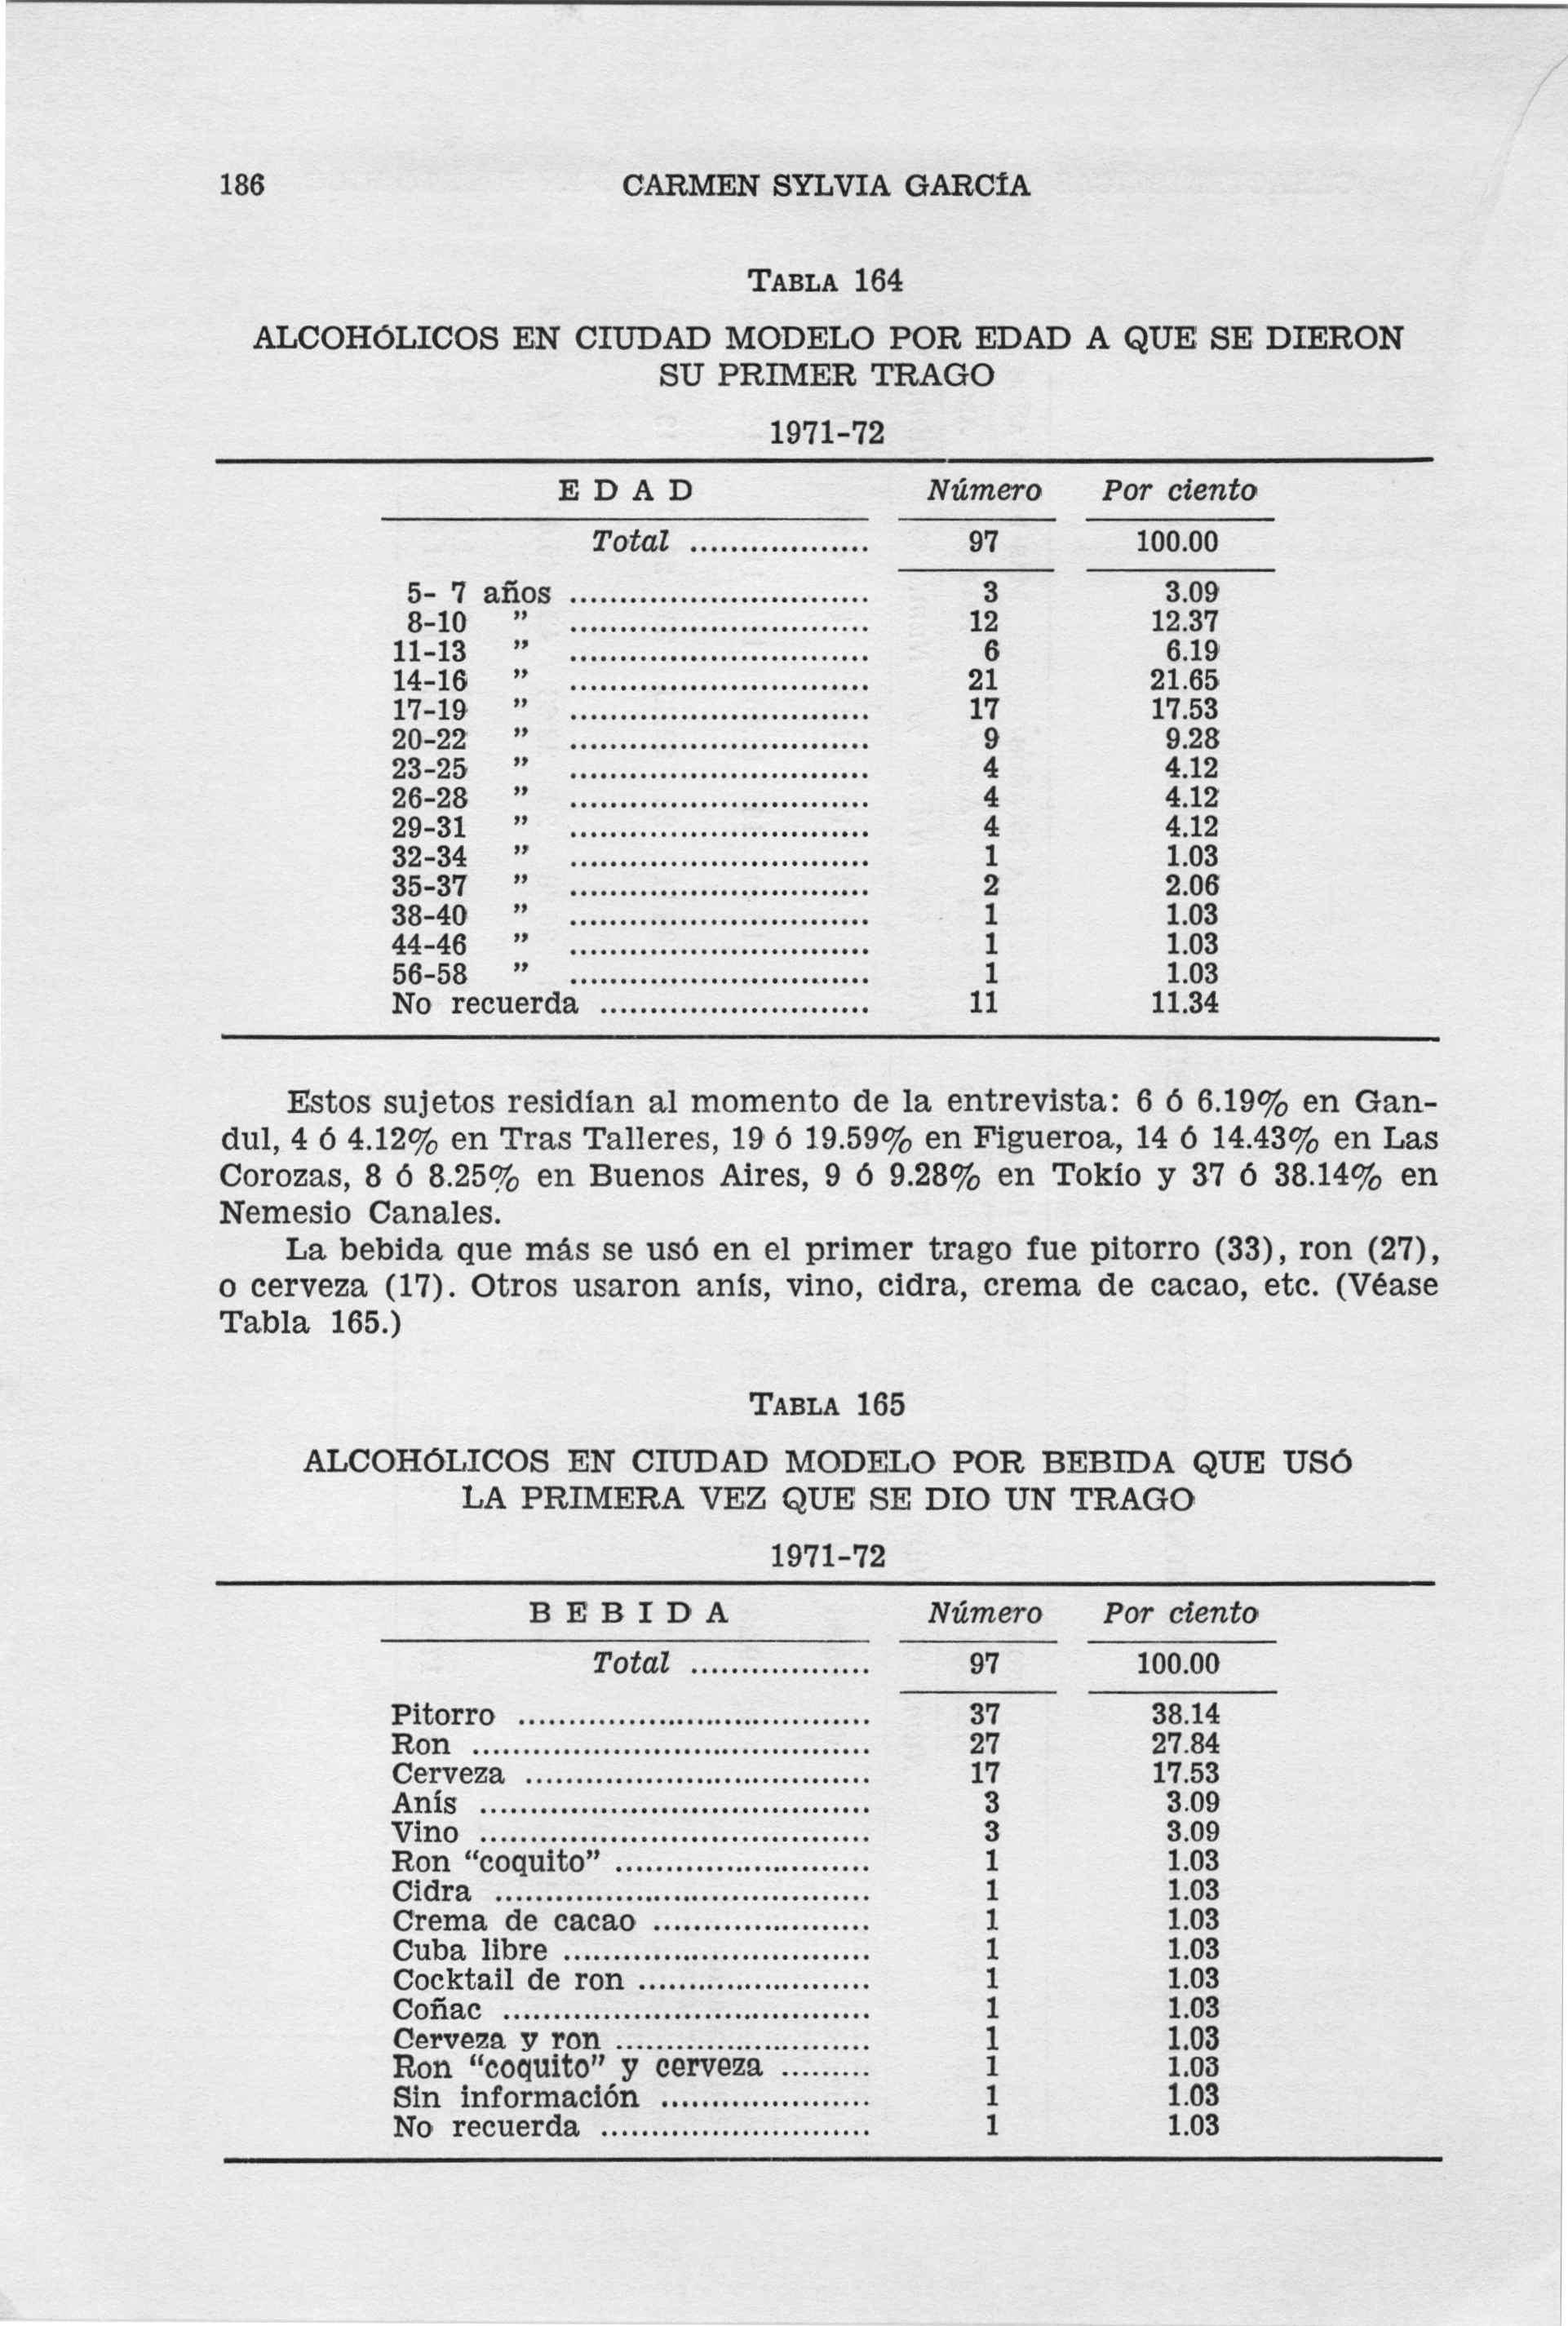 186 CARMEN SYLVIA GARCÍA
TABLA 164
ALCOHÓLICOS EN CIUDAD MODELO POR EDAD A QUE SE DIERON
SU PRIMER TRAGO
1971-72
EDAD Número Por ciento
Total .................. 97 100.00
5- 7 años .............................. 3 3.09
8-10 ” .............................. 12 12.37
11-13 ” .............................. 6 6.19
14-16 ” .............................. 21 21.65
17-19 ” .............................. 17 17.53
20-22 ” .............................. 9 9.28
23-25 ” .............................. 4 4.12
26-28 ” .............................. 4 4.12
29-31 ” .............................. 4 4.12
32-34 ” .............................. 1 1.03
35-37 ” .............................. 2 2.06
38-40 ” .............................. 1 1.03
44-46 ” .............................. 1 1.03
56-58 ” .............................. 1 1.03
No recuerda ........................... 11 11.34
Estos sujetos residían al momento de la entrevista: 6 ó 6.19% en Gan-
dul, 4 ó 4.12% en Tras Talleres, 19 ó 19.59% en Figueroa, 14 ó 14.43% en Las
Corozas, 8 ó 8.25% en Buenos Aires, 9 ó 9.28% en Tokío y 37 ó 38.14% en
Nemesio Canales.
La bebida que más se usó en el primer trago fue pitorro (33), ron (27),
o cerveza (17). Otros usaron anís, vino, cidra, crema de cacao, etc. (Véase
Tabla 165.)
TABLA 165
ALCOHÓLICOS EN CIUDAD MODELO POR BEBIDA QUE USÓ
LA PRIMERA VEZ QUE SE DIO UN TRAGO
1971-72
BEBIDA Número Por ciento
Total .................. 97 100.00
Pitorro ................................... 37 38.14
Ron ........................................ 27 27.84
Cerveza .................................. 17 17.53
Anís ....................................... 3 3.09
Vino ....................................... 3 3.09
Ron “coquito” ......................... 1 1.03
Cidra ..................................... 1 1.03
Crema de cacao ...................... 1 1.03
Cuba libre .............................. 1 1.03
Cocktail de ron ....................... 1 1.03
Coñac ..................................... 1 1.03
Cerveza y ron ......................... 1 1.03
Ron “coquito” y cerveza ......... 1 1.03
Sin información ..................... 1 1.03
No recuerda ........................... 1 1.03